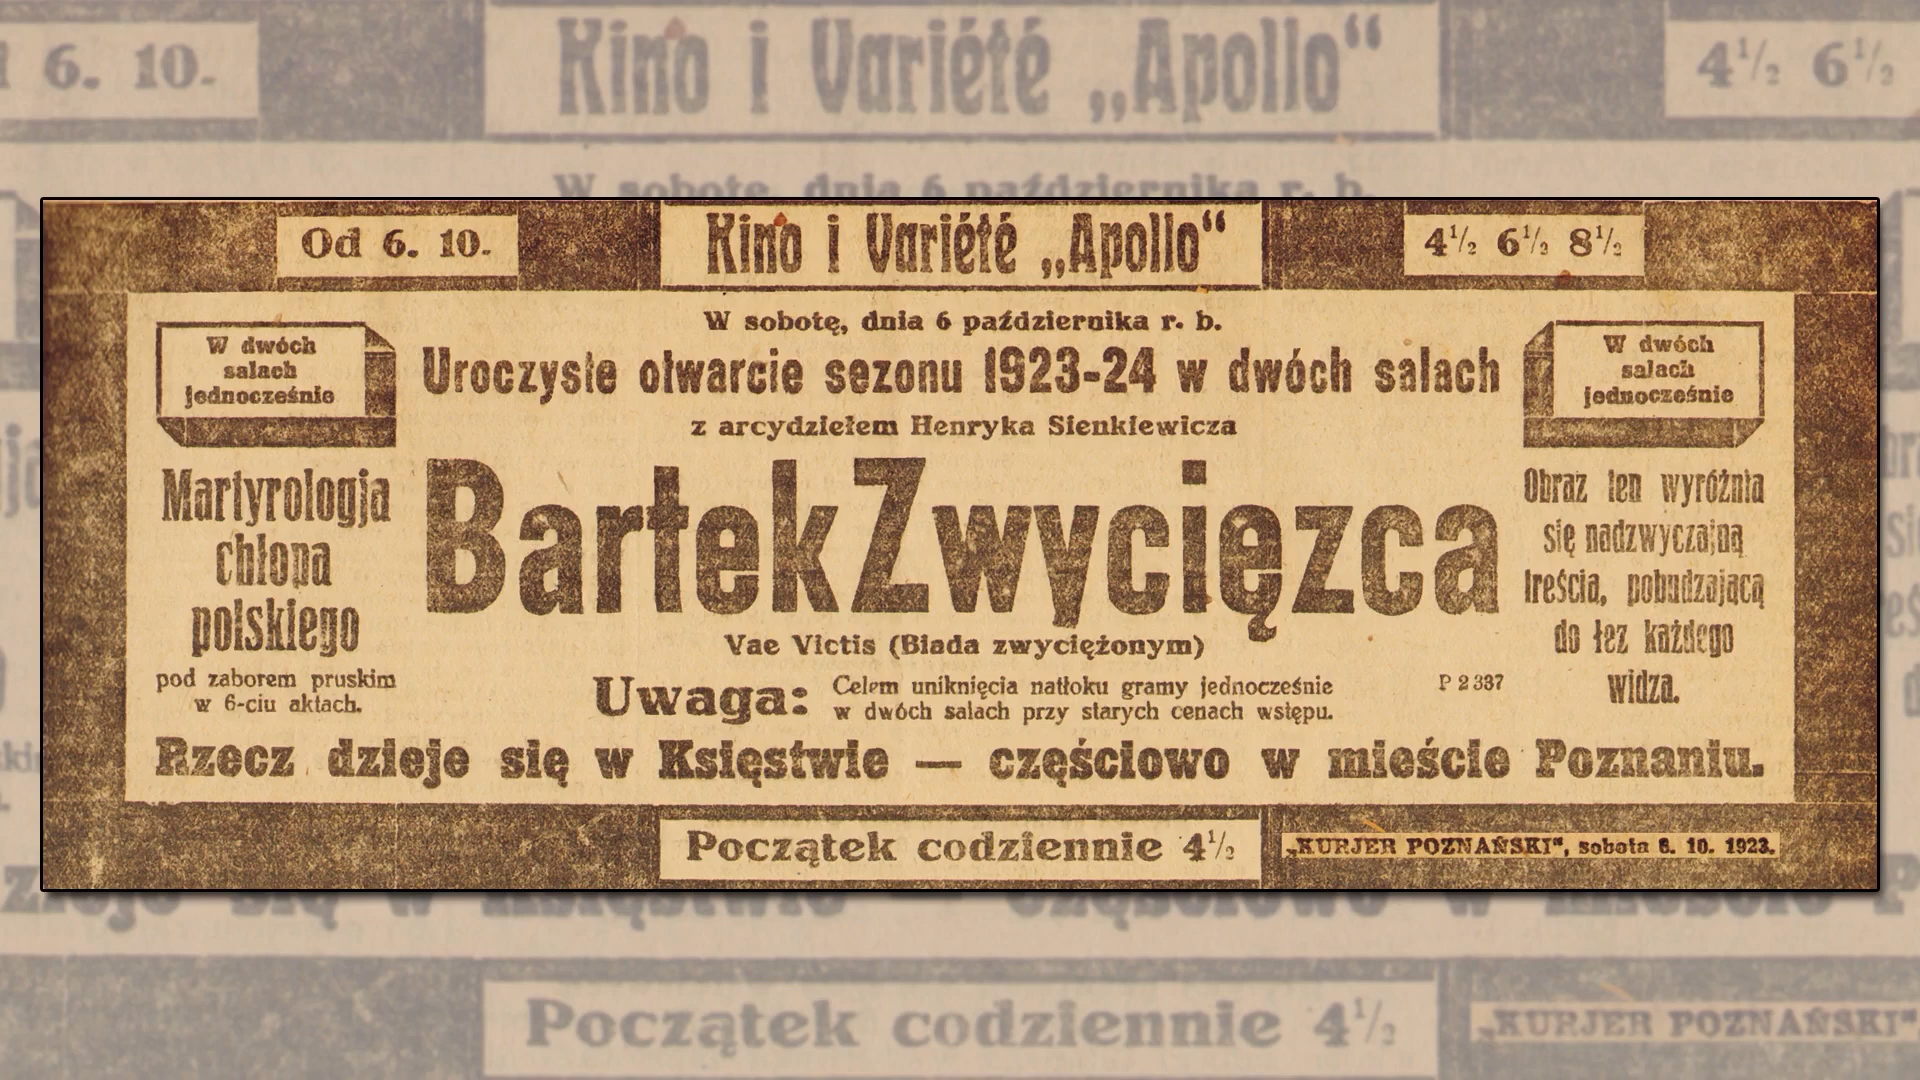 Od 6. 10.
Kino i Variété „Apollo“
4½ 6½ 8½
W sobotę, dnia 6 października r. b.
Uroczyste otwarcie sezonu 1923-24 w dwóch salach
z arcydziełem Henryka Sienkiewicza
Bartek Zwycięzca
Vae Victis (Biada zwyciężonym)
W dwóch
salach
jednocześnie
Martyrologja
chłopa
polskiego
pod zaborem pruskim
w 6-ciu aktach.
W dwóch
salach
jednocześnie
Obraz ten wyróżnia
się nadzwyczajną
treścią, pobudzającą
do łez każdego
widza.
Uwaga: Celem uniknięcia natłoku gramy jednocześnie
w dwóch salach przy starych cenach wstępu.
P 2337
Rzecz dzieje się w Księstwie — częściowo w mieście Poznaniu.
Początek codziennie 4½
„KURJER POZNAŃSKI“, sobota 6. 10. 1923.